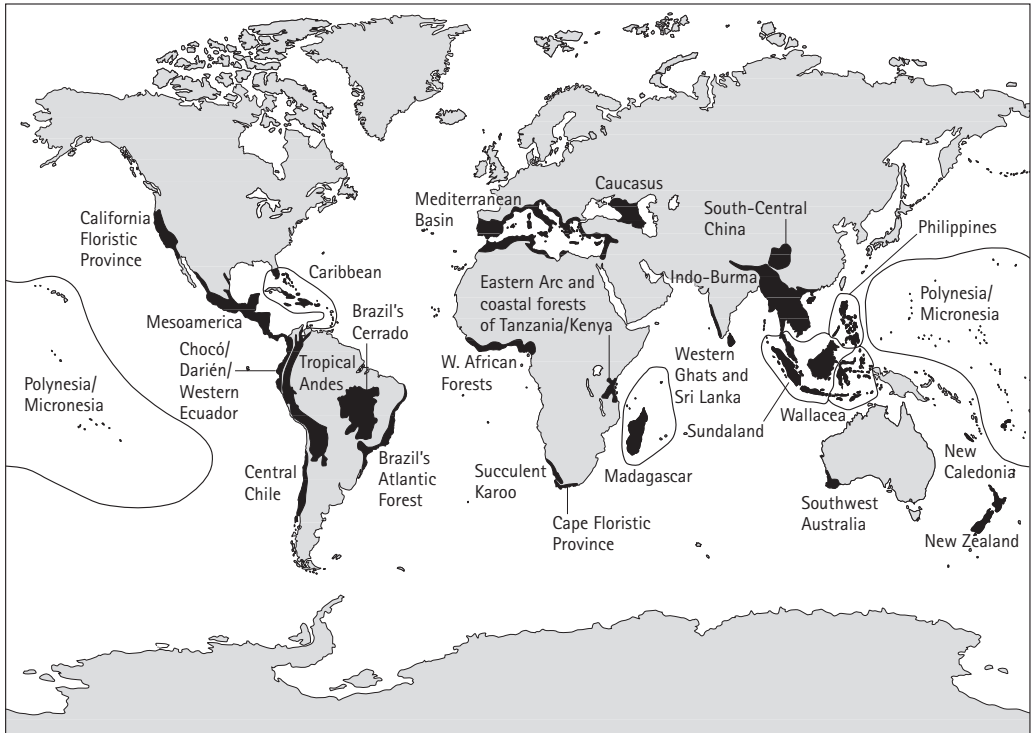 Mediterranean
Basin
Caucasus
South-Central
China
Philippines
California
Floristic
Province
Caribbean
Eastern Arc and
coastal forests
of Tanzania/Kenya
Indo-Burma
Polynesia/
Micronesia
Mesoamerica
Brazil's
Cerrado
Chocó/
Darién/
Western
Ecuador
Tropical
Andes
W. African
Forests
Western
Ghats and
Sri Lanka
Polynesia/
Micronesia
Wallacea
Sundaland
Central
Chile
Brazil's
Atlantic
Forest
Succulent
Karoo
Madagascar
New
Caledonia
Southwest
Australia
Cape Floristic
Province
New Zealand